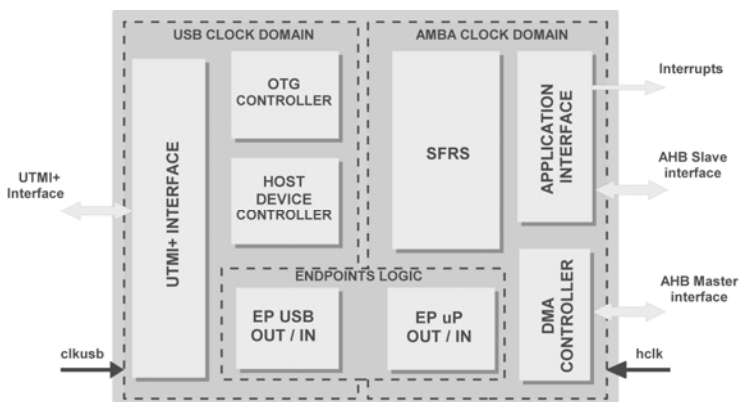 USB CLOCK DOMAIN
AMBA CLOCK DOMAIN
UTMI+
Interface
UTMI+ INTERFACE
OTG
CONTROLLER
HOST
DEVICE
CONTROLLER
SFRS
APPLICATION
INTERFACE
Interrupts
AHB Slave
interface
ENDPOINTS LOGIC
EP USB
OUT / IN
EP uP
OUT / IN
DMA
CONTROLLER
AHB Master
interface
clkusb
hclk